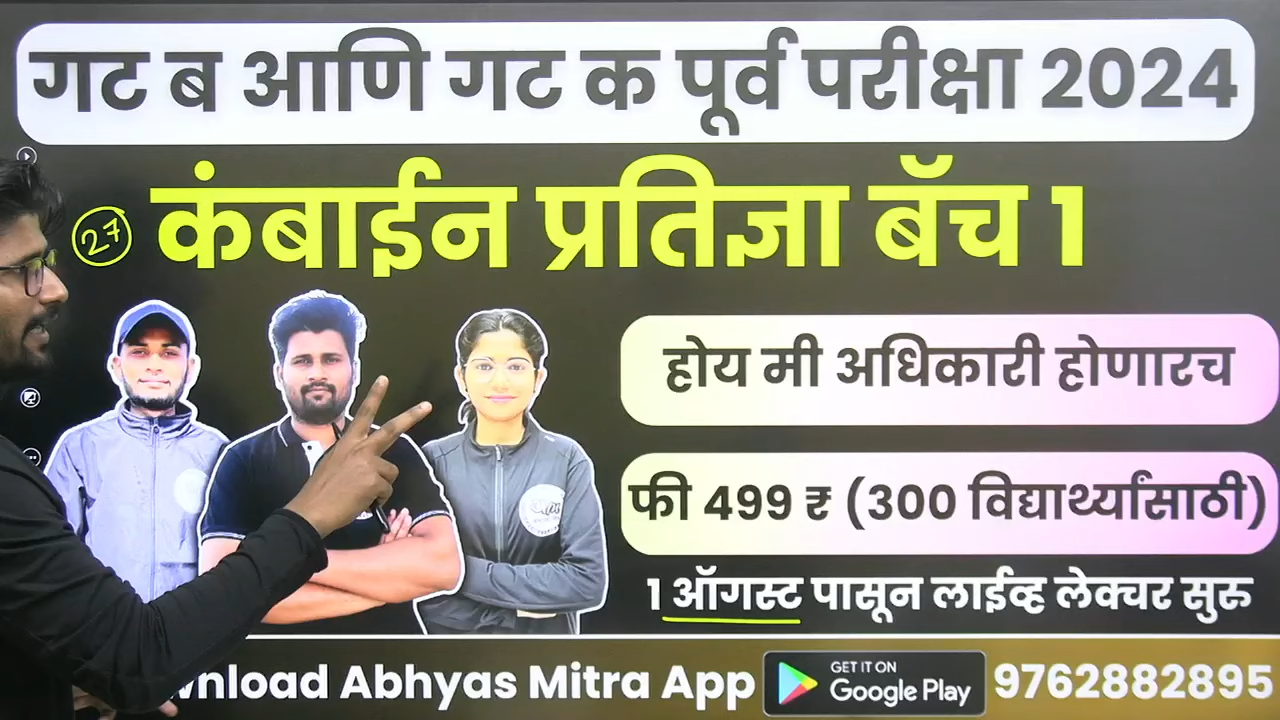 गट ब आणि गट क पूर्व परीक्षा 2024
27
कंबाईन प्रतिज्ञा बॅच 1
होय मी अधिकारी होणारच
फी 499 ₹ (300 विद्यार्थ्यांसाठी)
1 ऑगस्ट पासून लाईव्ह लेक्चर सुरु
Abhyas Mitra App
GET IT ON
Google Play
9762882895